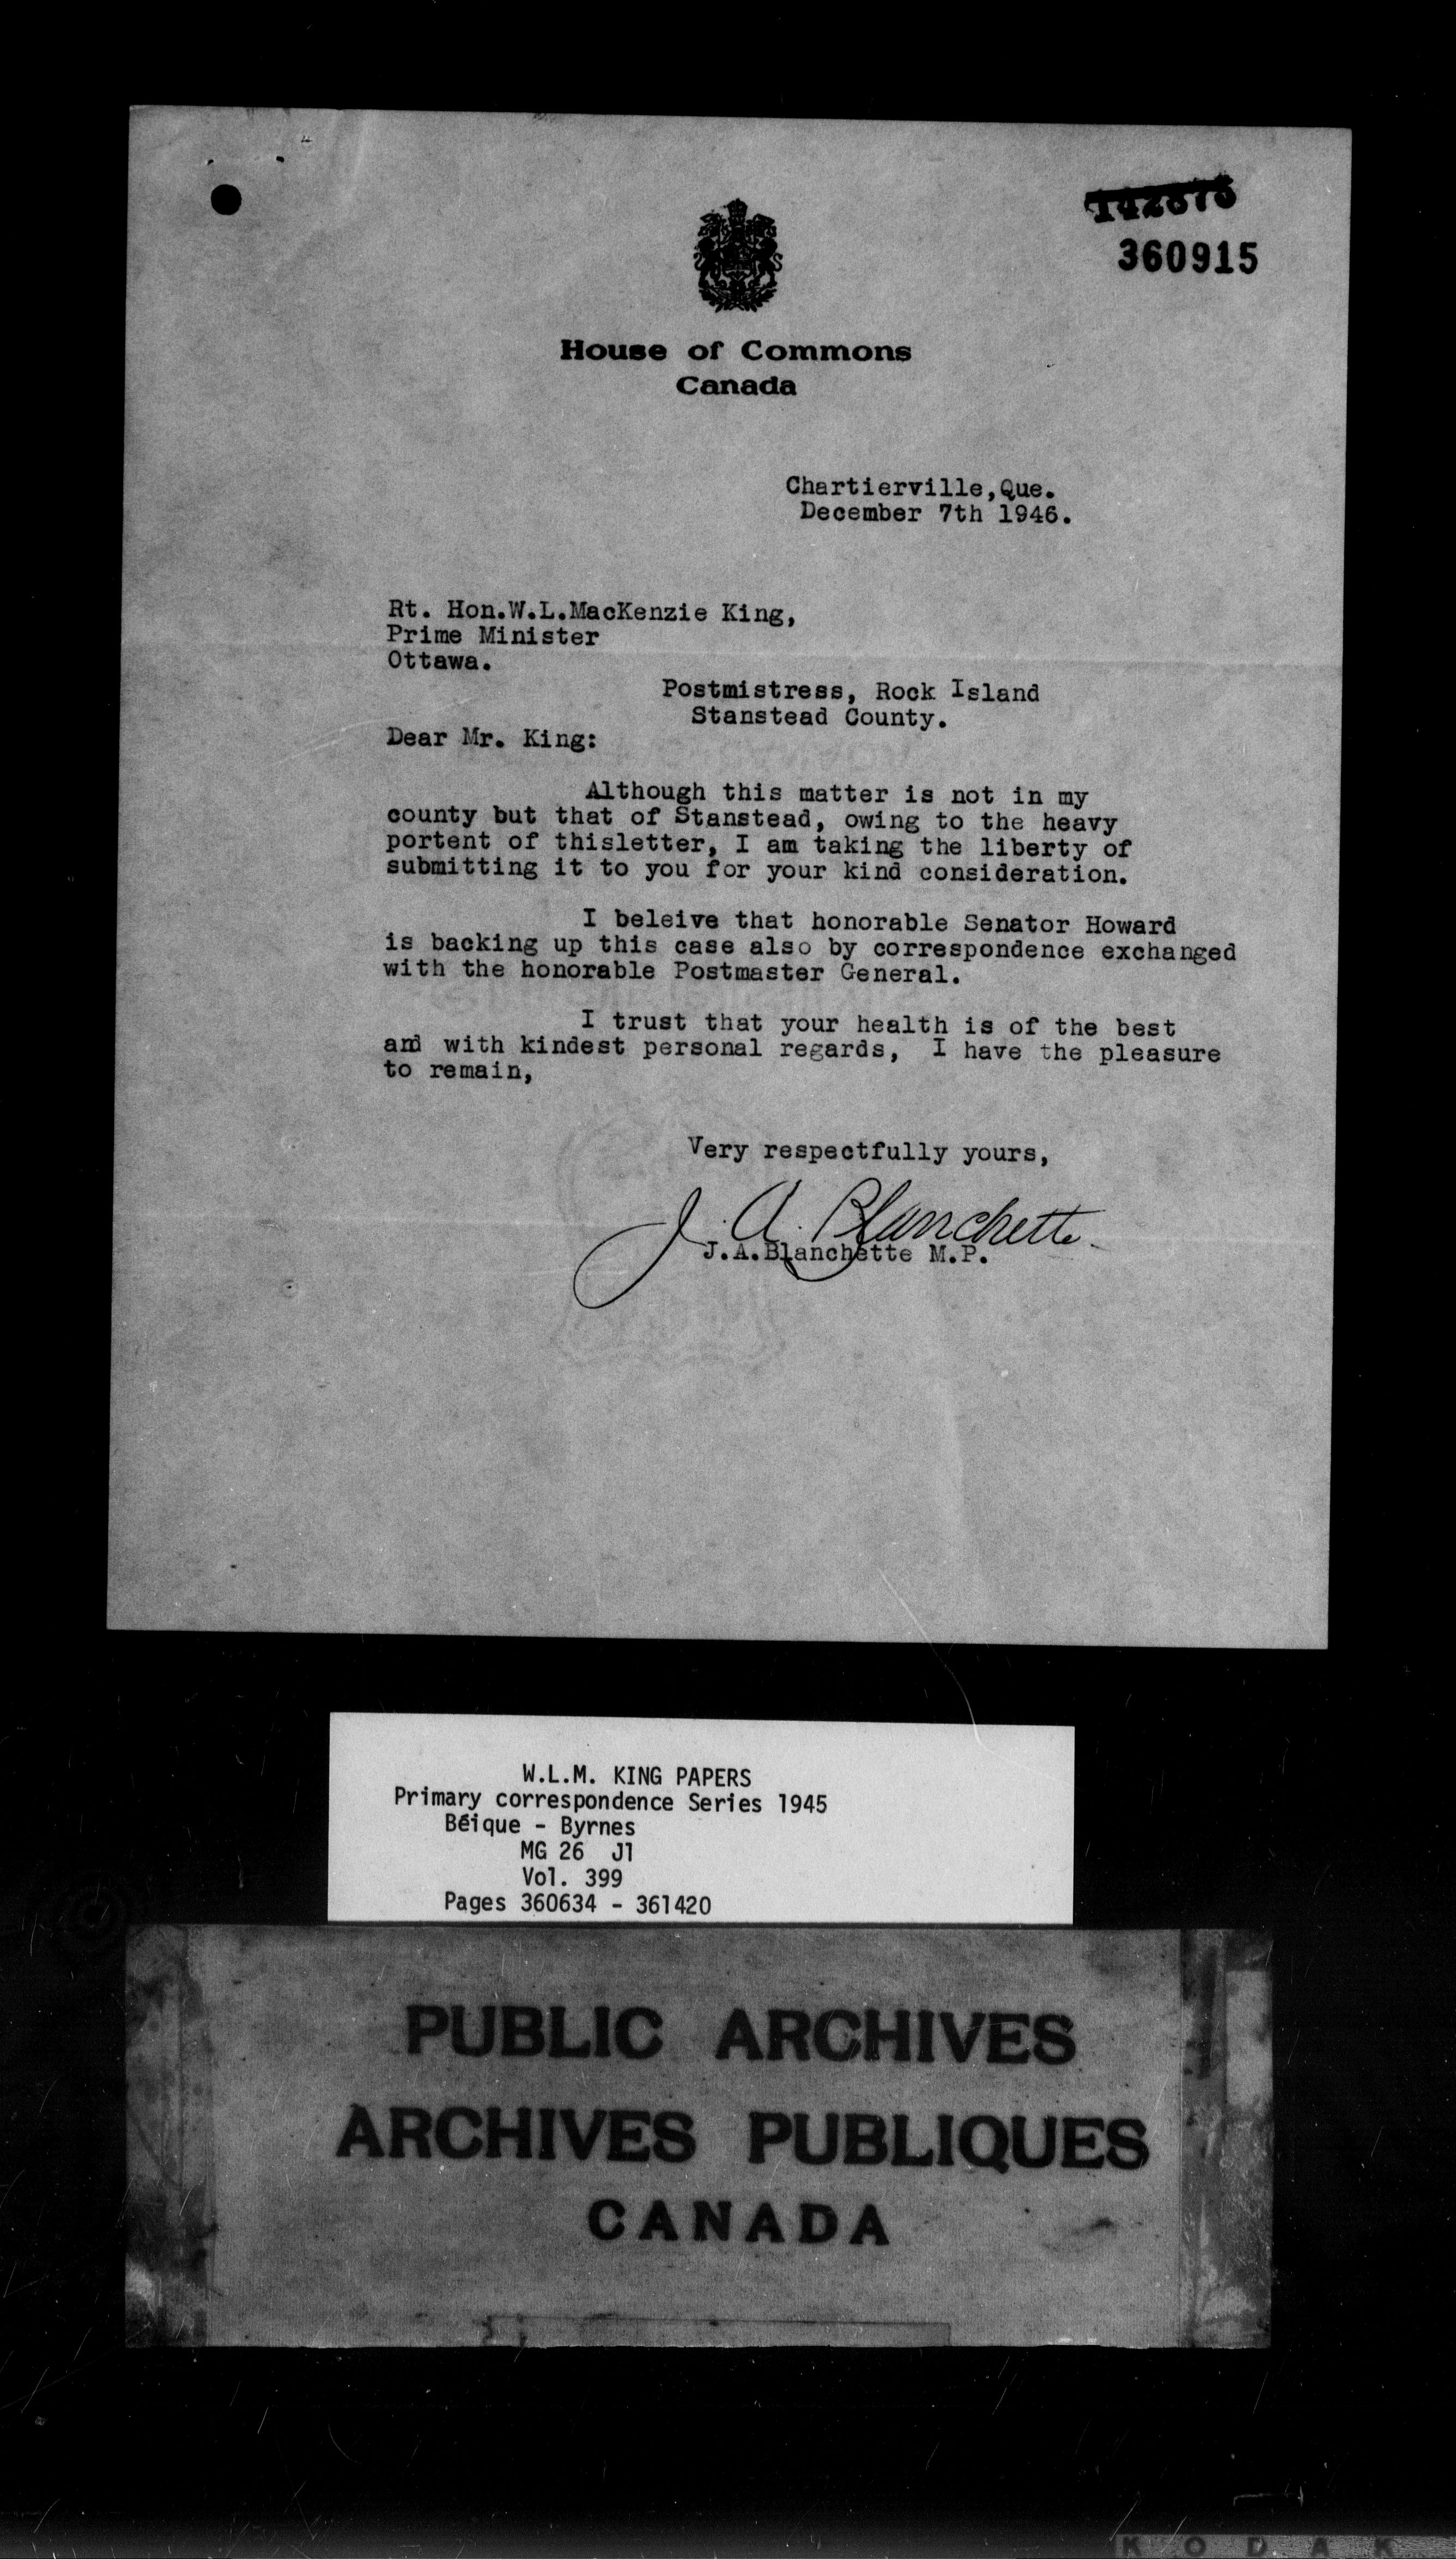 360915
House of Commons
Canada
Chartierville,Que.
December 7th 1946.
Rt. Hon.W.L.MacKenzie King,
Prime Minister
Ottawa.
Postmistress, Rock Island
Stanstead County.
Dear Mr. King:
Although this matter is not in my
county but that of Stanstead, owing to the heavy
portent of thisletter, I am taking the liberty of
submitting it to you for your kind consideration.
I beleive that honorable Senator Howard
is backing up this case also by correspondence exchanged
with the honorable Postmaster General.
I trust that your health is of the best
and with kindest personal regards, I have the pleasure
to remain,
Very respectfully yours,
J. A. Blanchette
J.A.Blanchette M.P.
W.L.M. KING PAPERS
Primary correspondence Series 1945
Béique - Byrnes
MG 26 J1
Vol. 399
Pages 360634 - 361420
PUBLIC ARCHIVES
ARCHIVES PUBLIQUES
CANADA
KODAK